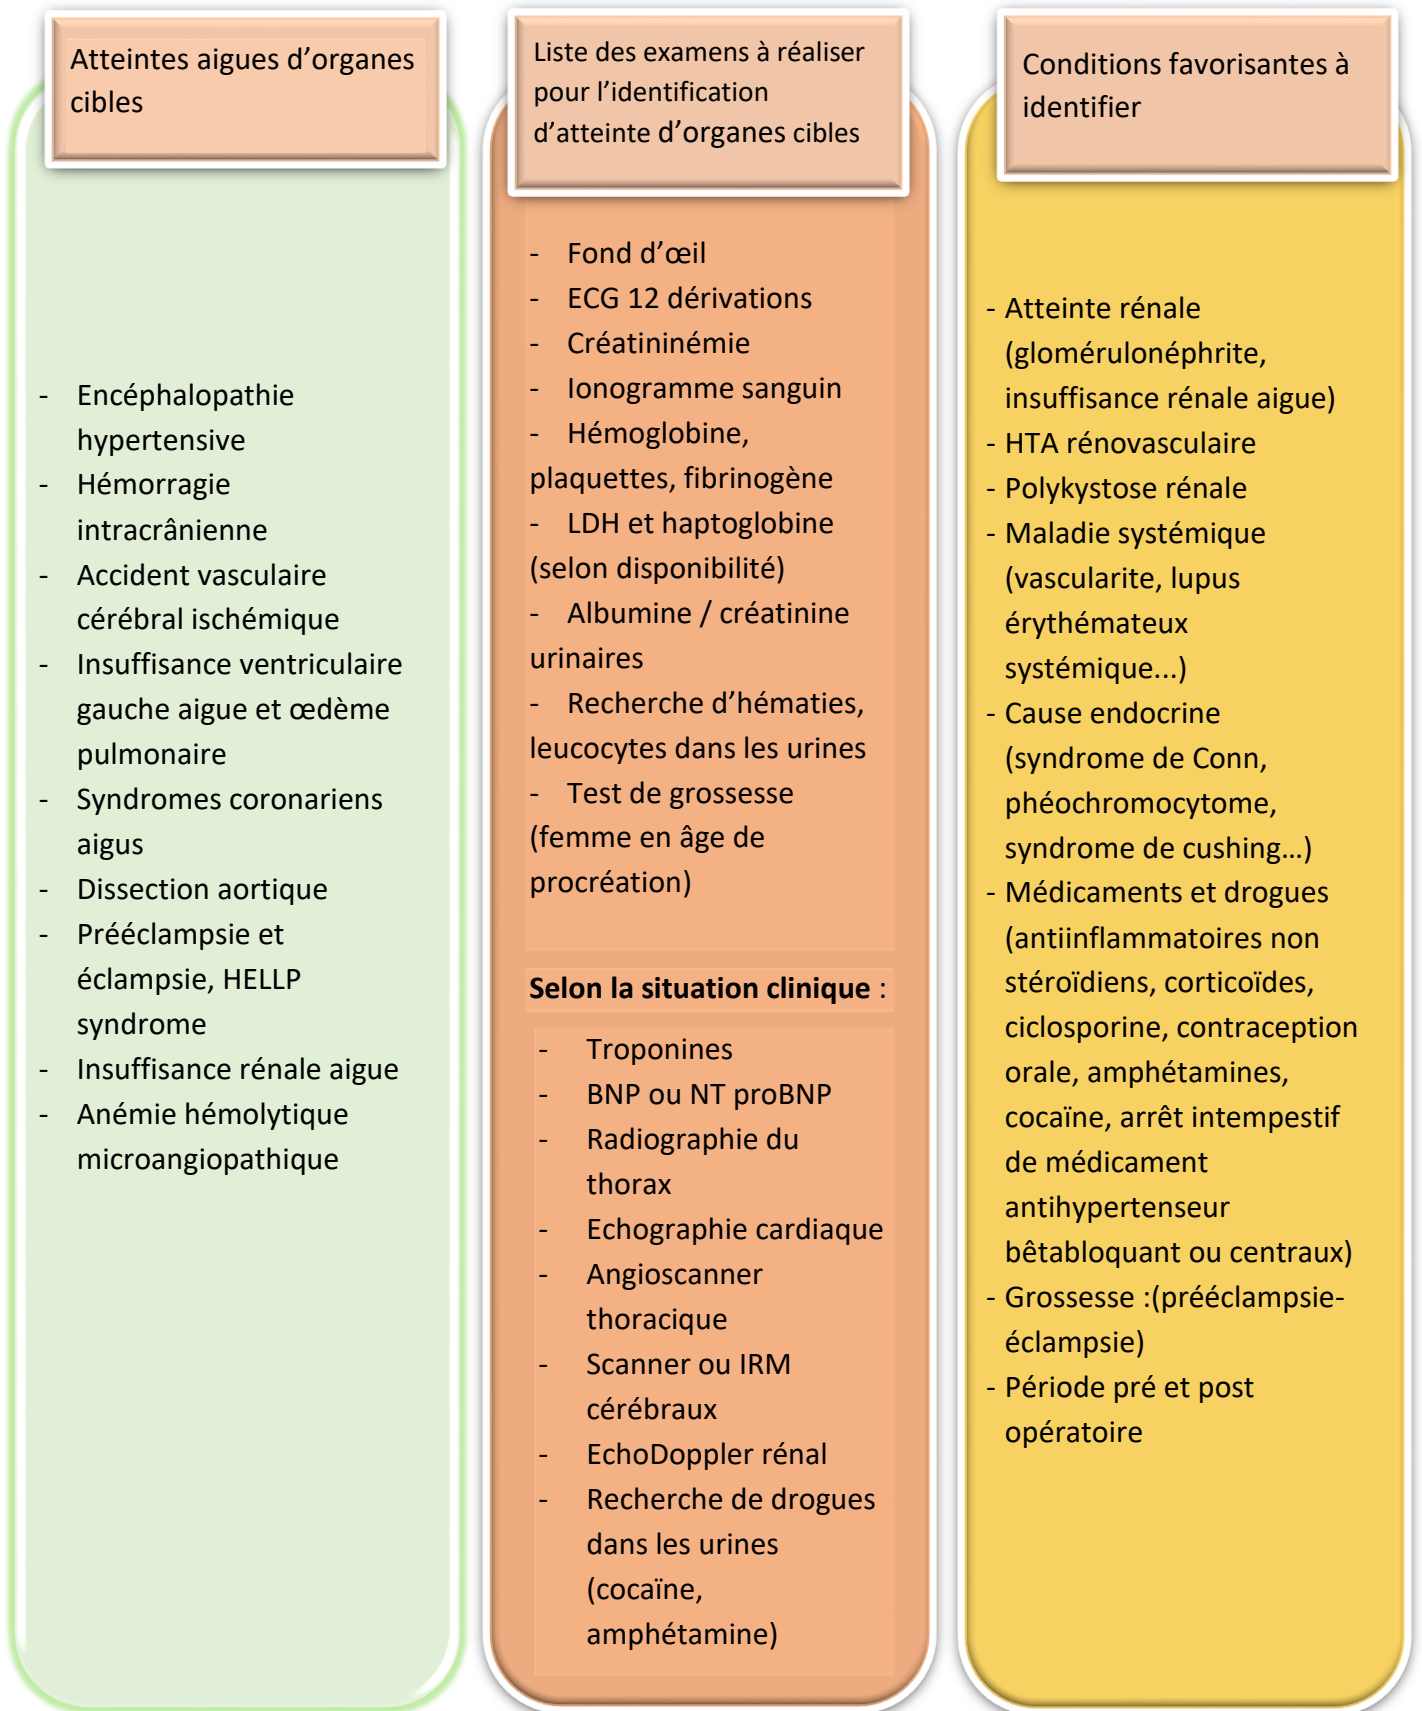 Atteintes aigues d’organes
cibles
- Encéphalopathie
hypertensive
- Hémorragie
intracrânienne
- Accident vasculaire
cérébral ischémique
- Insuffisance ventriculaire
gauche aigue et œdème
pulmonaire
- Syndromes coronariens
aigus
- Dissection aortique
- Prééclampsie et
éclampsie, HELLP
syndrome
- Insuffisance rénale aigue
- Anémie hémolytique
microangiopathique
Liste des examens à réaliser
pour l’identification
d’atteinte d’organes cibles
- Fond d’œil
- ECG 12 dérivations
- Créatininémie
- Ionogramme sanguin
- Hémoglobine,
plaquettes, fibrinogène
- LDH et haptoglobine
(selon disponibilité)
- Albumine / créatinine
urinaires
- Recherche d’hématies,
leucocytes dans les urines
- Test de grossesse
(femme en âge de
procréation)
Selon la situation clinique :
- Troponines
- BNP ou NT proBNP
- Radiographie du
thorax
- Echographie cardiaque
- Angioscanner
thoracique
- Scanner ou IRM
cérébraux
- EchoDoppler rénal
- Recherche de drogues
dans les urines
(cocaïne,
amphétamine)
Conditions favorisantes à
identifier
- Atteinte rénale
(glomérulonéphrite,
insuffisance rénale aigue)
- HTA rénovasculaire
- Polykystose rénale
- Maladie systémique
(vascularite, lupus
érythémateux
systémique...)
- Cause endocrine
(syndrome de Conn,
phéochromocytome,
syndrome de cushing…)
- Médicaments et drogues
(antiinflammatoires non
stéroïdiens, corticoïdes,
ciclosporine, contraception
orale, amphétamines,
cocaïne, arrêt intempestif
de médicament
antihypertenseur
bêtabloquant ou centraux)
- Grossesse :(prééclampsie-
éclampsie)
- Période pré et post
opératoire